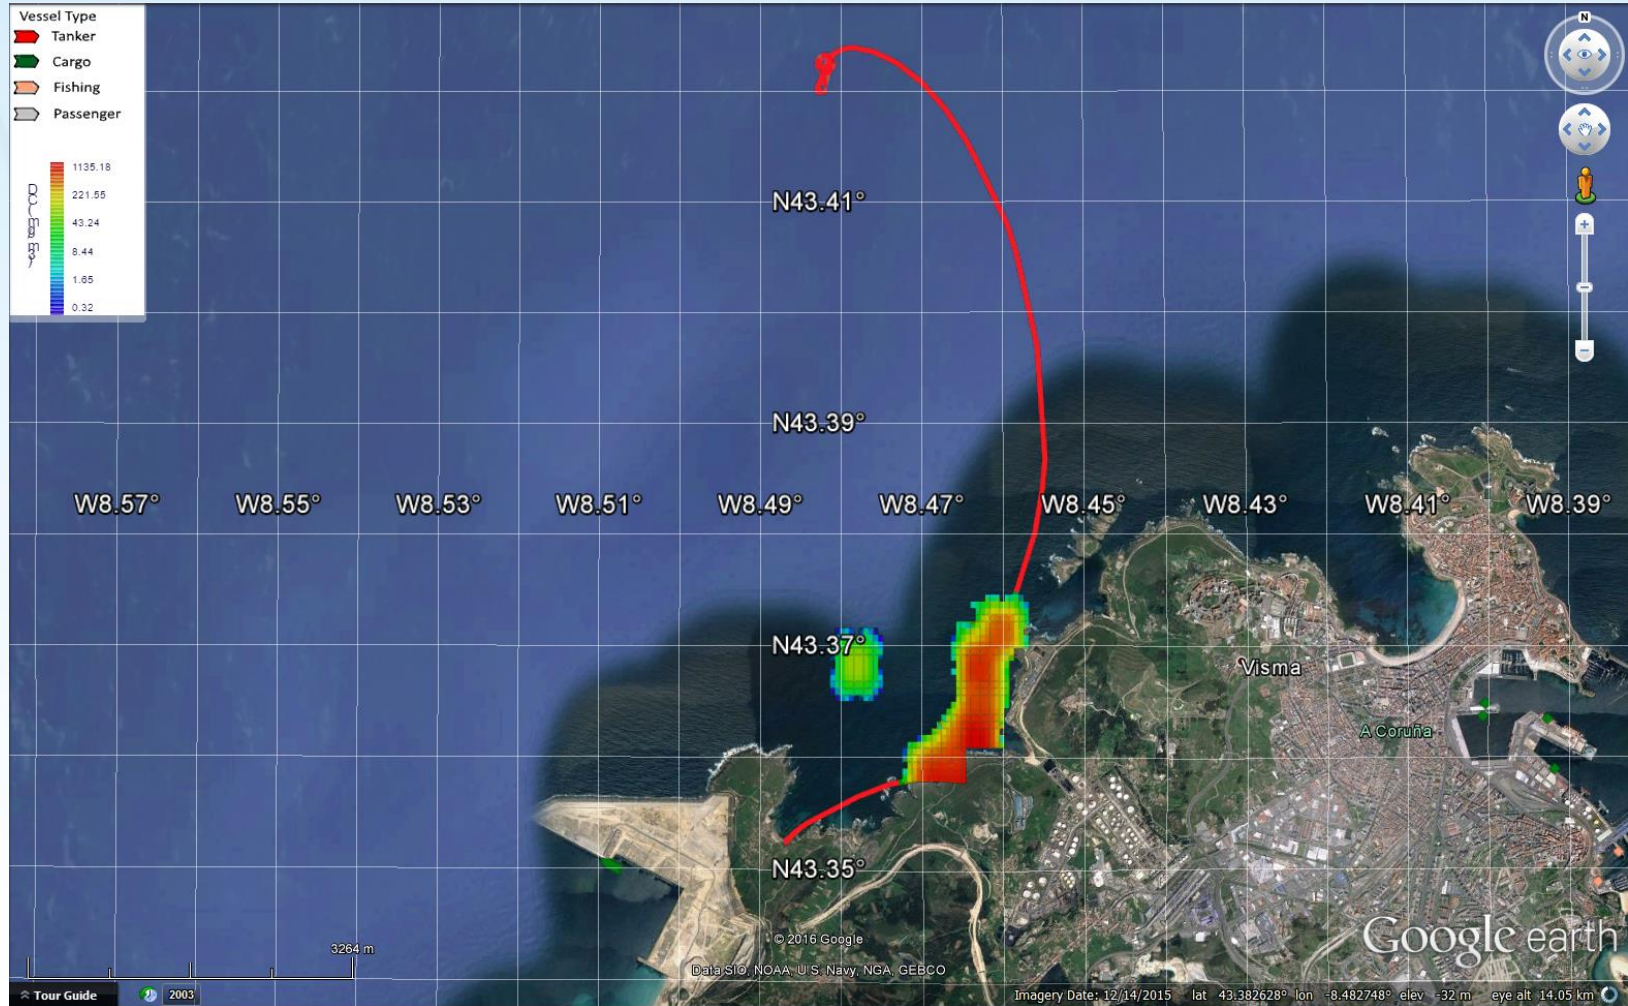 Vessel Type
Tanker
Cargo
Fishing
Passenger
1135.18
221.55
43.24
8.44
1.65
0.32
DC(mg/m3)
N
N43.41°
N43.39°
W8.57° W8.55° W8.53° W8.51° W8.49° W8.47° W8.45° W8.43° W8.41° W8.39°
N43.37°
Visma
A Coruña
N43.35°
Google earth
© 2016 Google
3264 m
Data SIO, NOAA, U.S. Navy, NGA, GEBCO
Tour Guide 2003 Imagery Date: 12/14/2015 lat 43.382628° lon -8.482748° elev -32 m eye alt 14.05 km